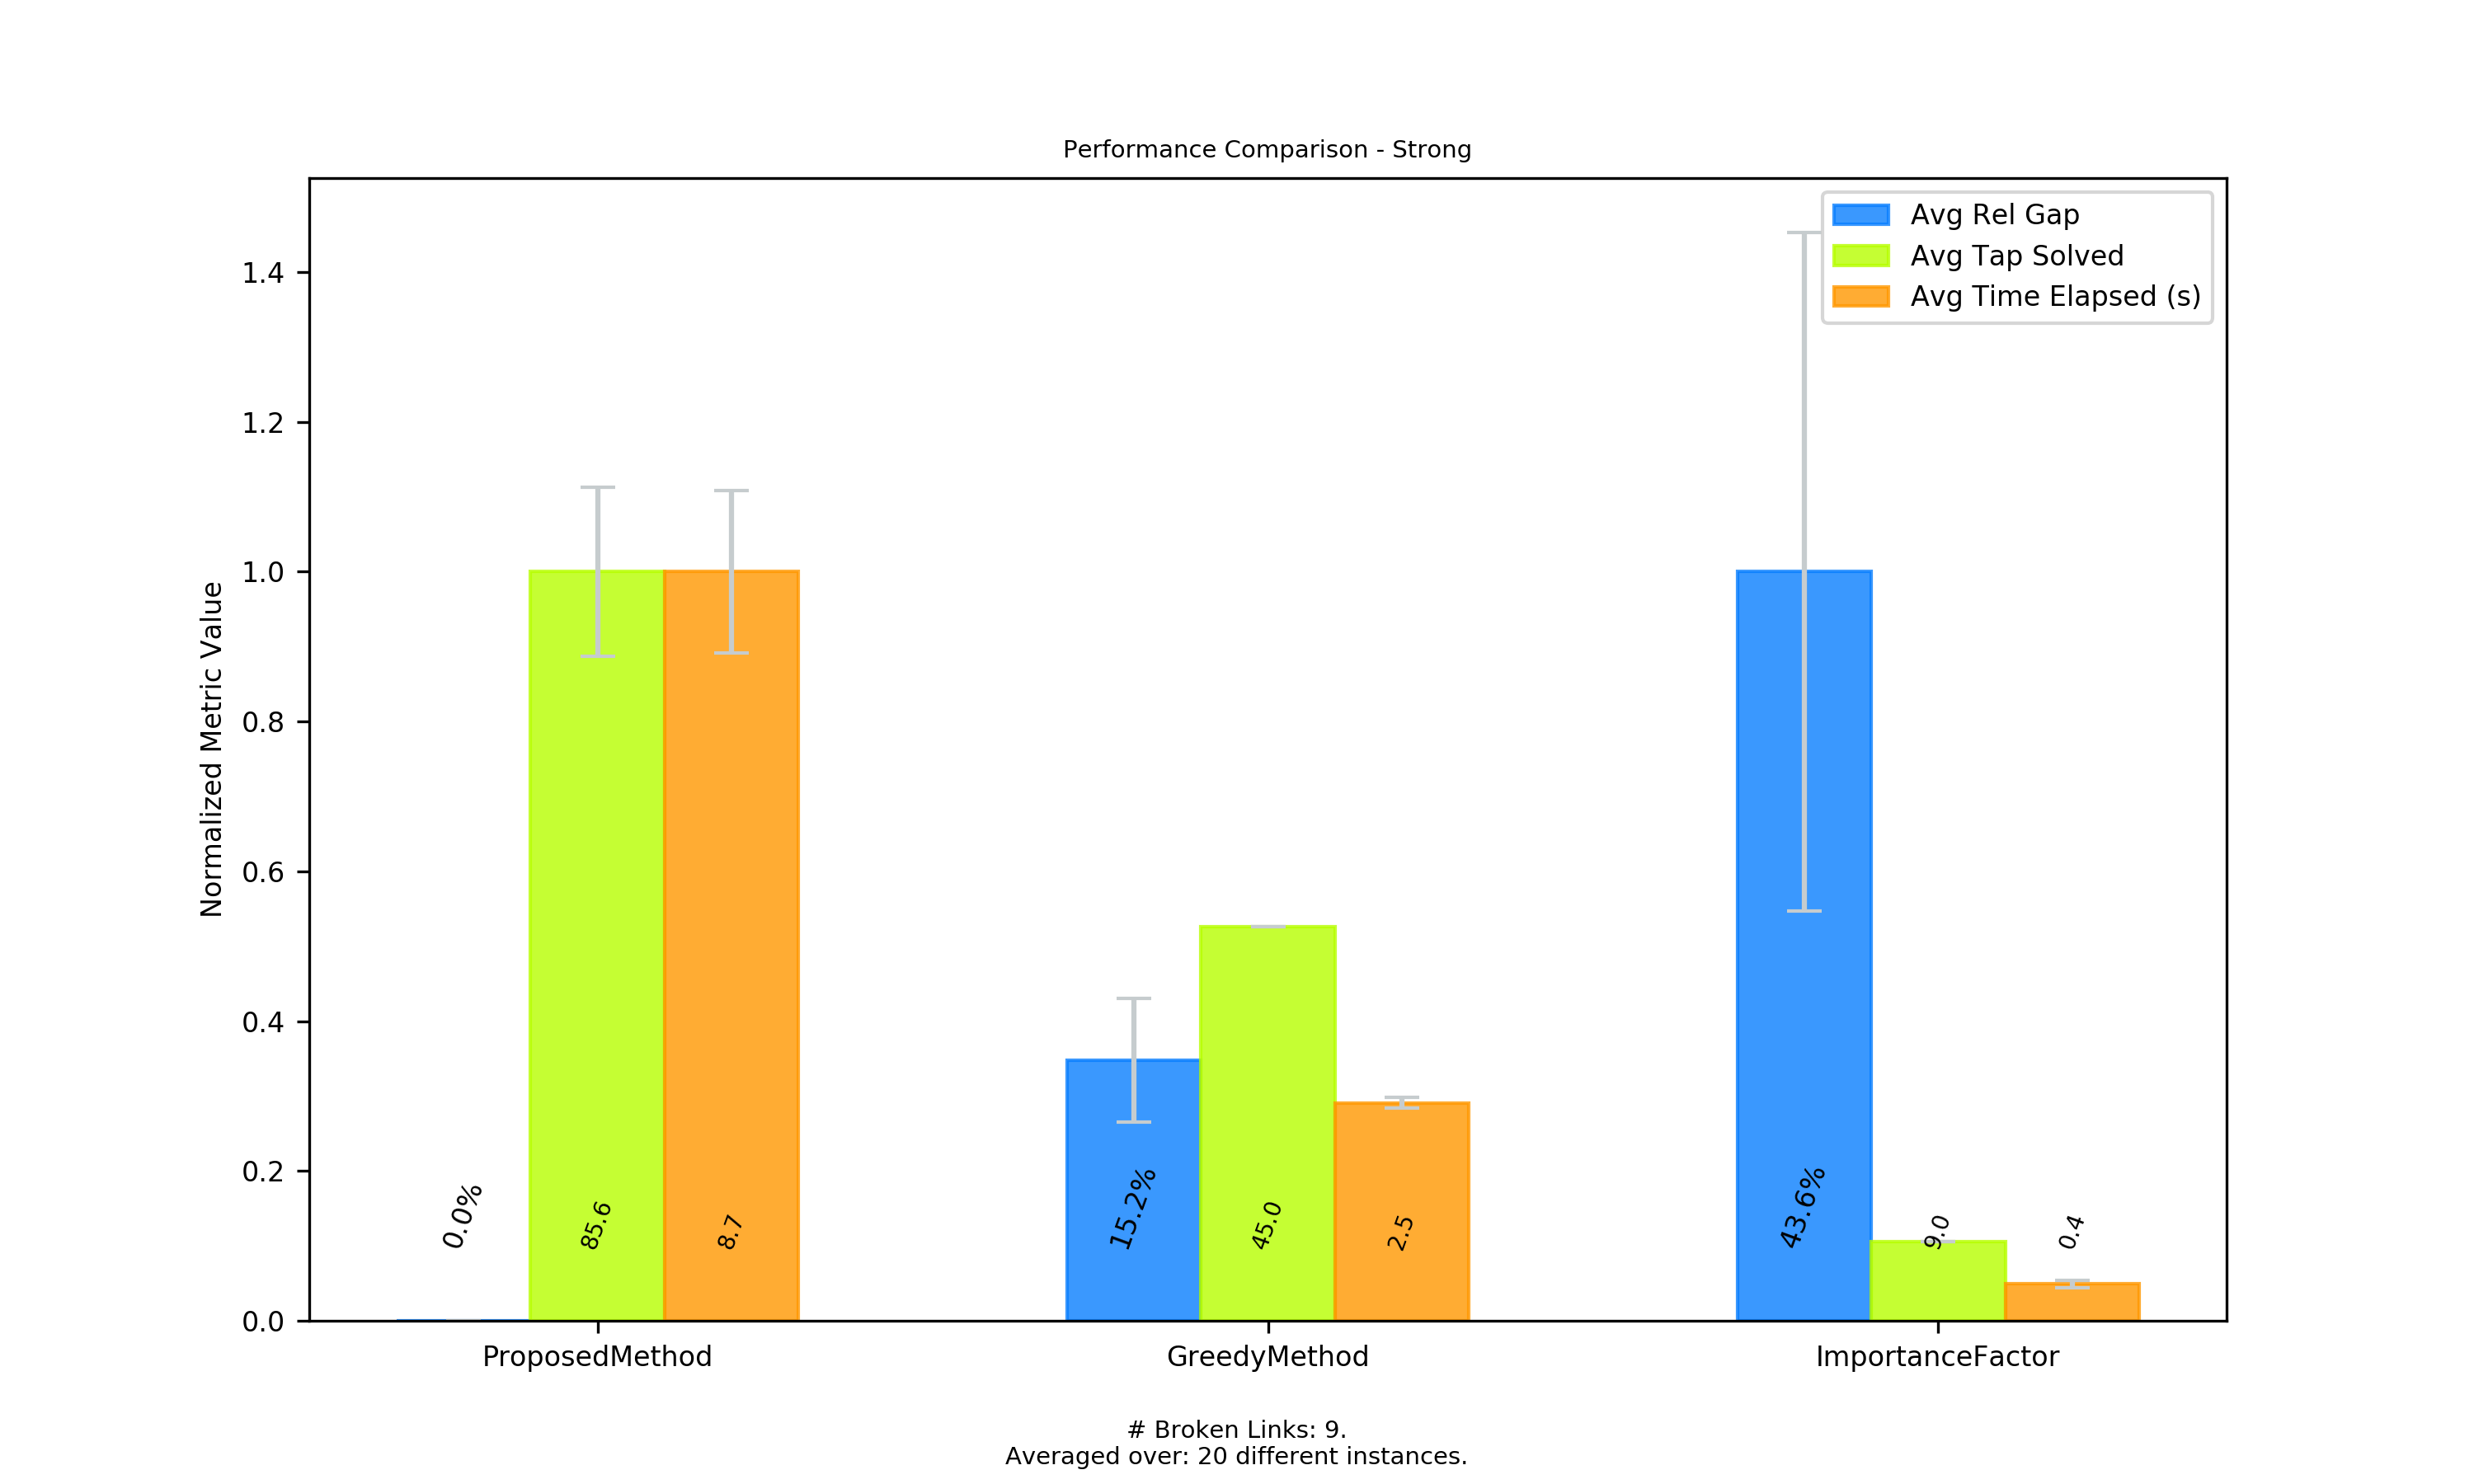 Performance Comparison - Strong
Avg Rel Gap
Avg Tap Solved
Avg Time Elapsed (s)
Normalized Metric Value
1.4
1.2
1.0
0.8
0.6
0.4
0.2
0.0
0.0%
85.6
8.7
15.2%
45.0
2.5
43.6%
9.0
0.4
ProposedMethod
GreedyMethod
ImportanceFactor
# Broken Links: 9.
Averaged over: 20 different instances.